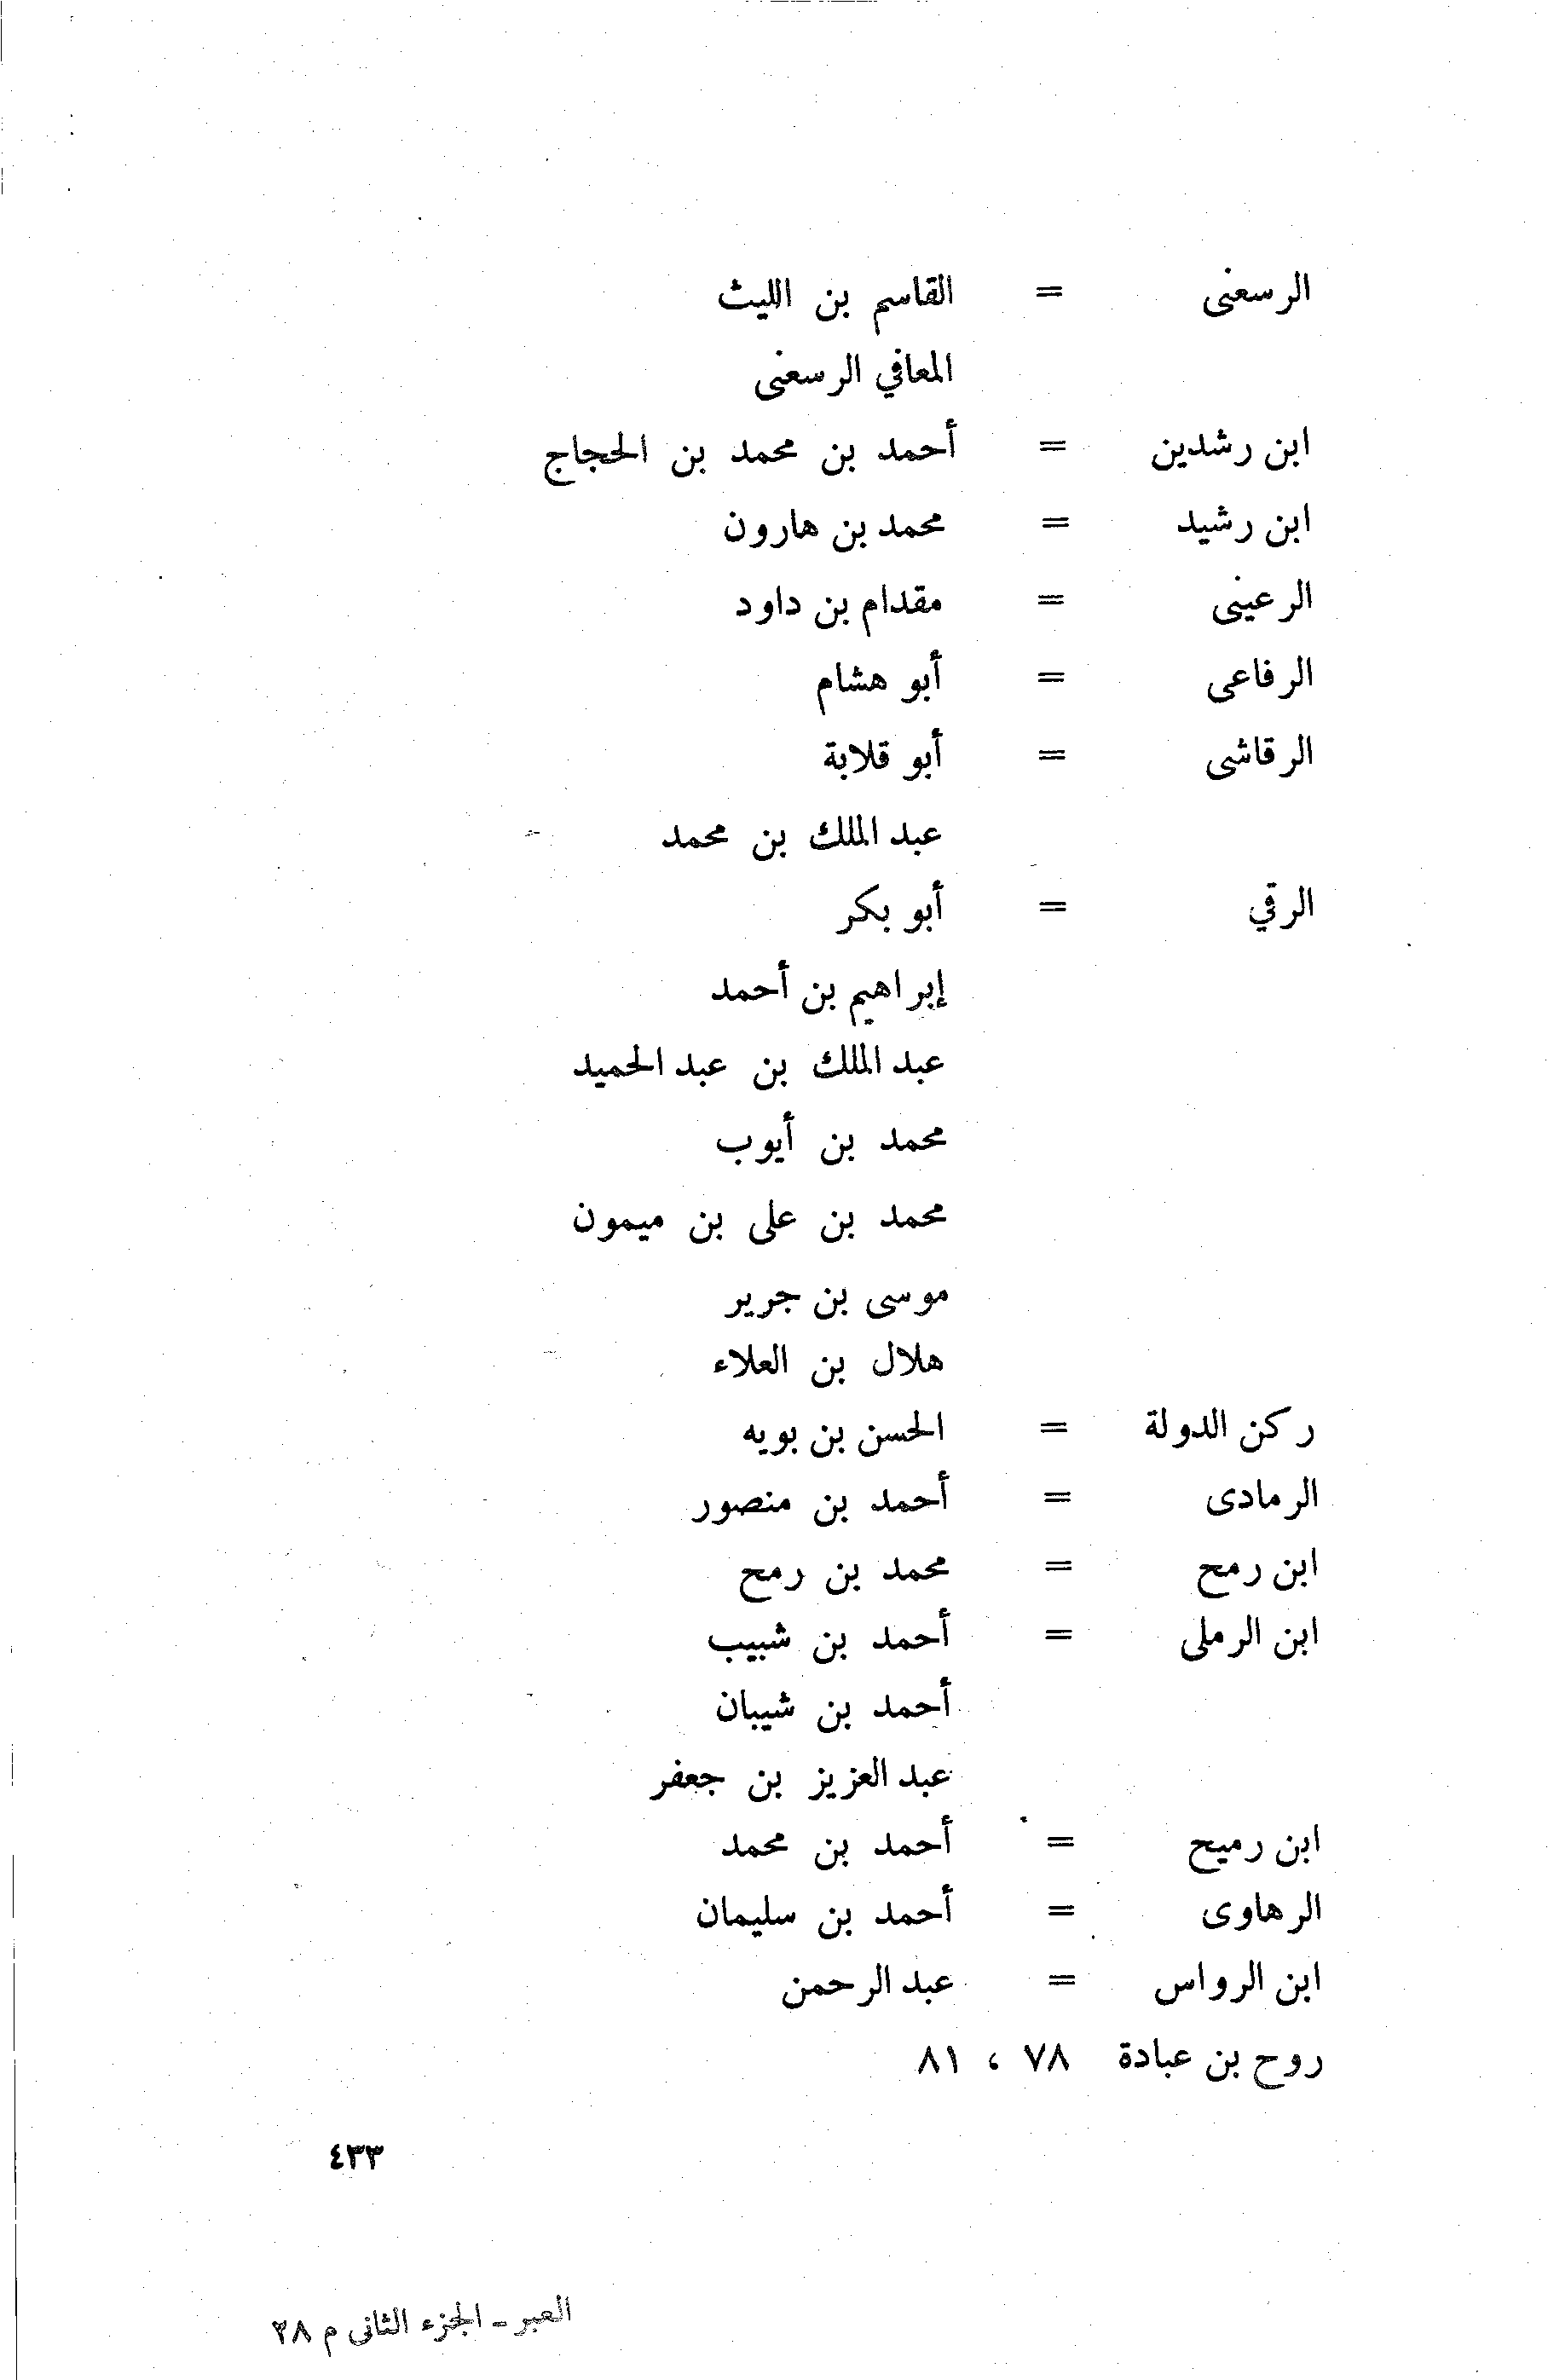 الرسعنى = القاسم بن الليث
المعافي الرسعنى
ابن رشدين = أحمد بن محمد بن الحجاج
ابن رشيد = محمد بن هارون
الرعينى = مقدام بن داود
الرفاعى = أبو هشام
الرقاشى = أبو قلابة
عبد الملك بن محمد
الرقي = أبو بكر
إبراهيم بن أحمد
عبد الملك بن عبد الحميد
محمد بن أيوب
محمد بن على بن ميمون
موسى بن جرير
هلال بن العلاء
ركن الدولة = الحسن بن بويه
الرمادى = أحمد بن منصور
ابن رمح = محمد بن رمح
ابن الرملى = أحمد بن شبيب
أحمد بن شيبان
عبد العزيز بن جعفر
ابن رميح = أحمد بن محمد
الرهاوى = أحمد بن سليمان
ابن الرواس = عبد الرحمن
روح بن عبادة ٧٨ ، ٨١
٤٣٣
العبر - الجزء الثانى م ٢٨